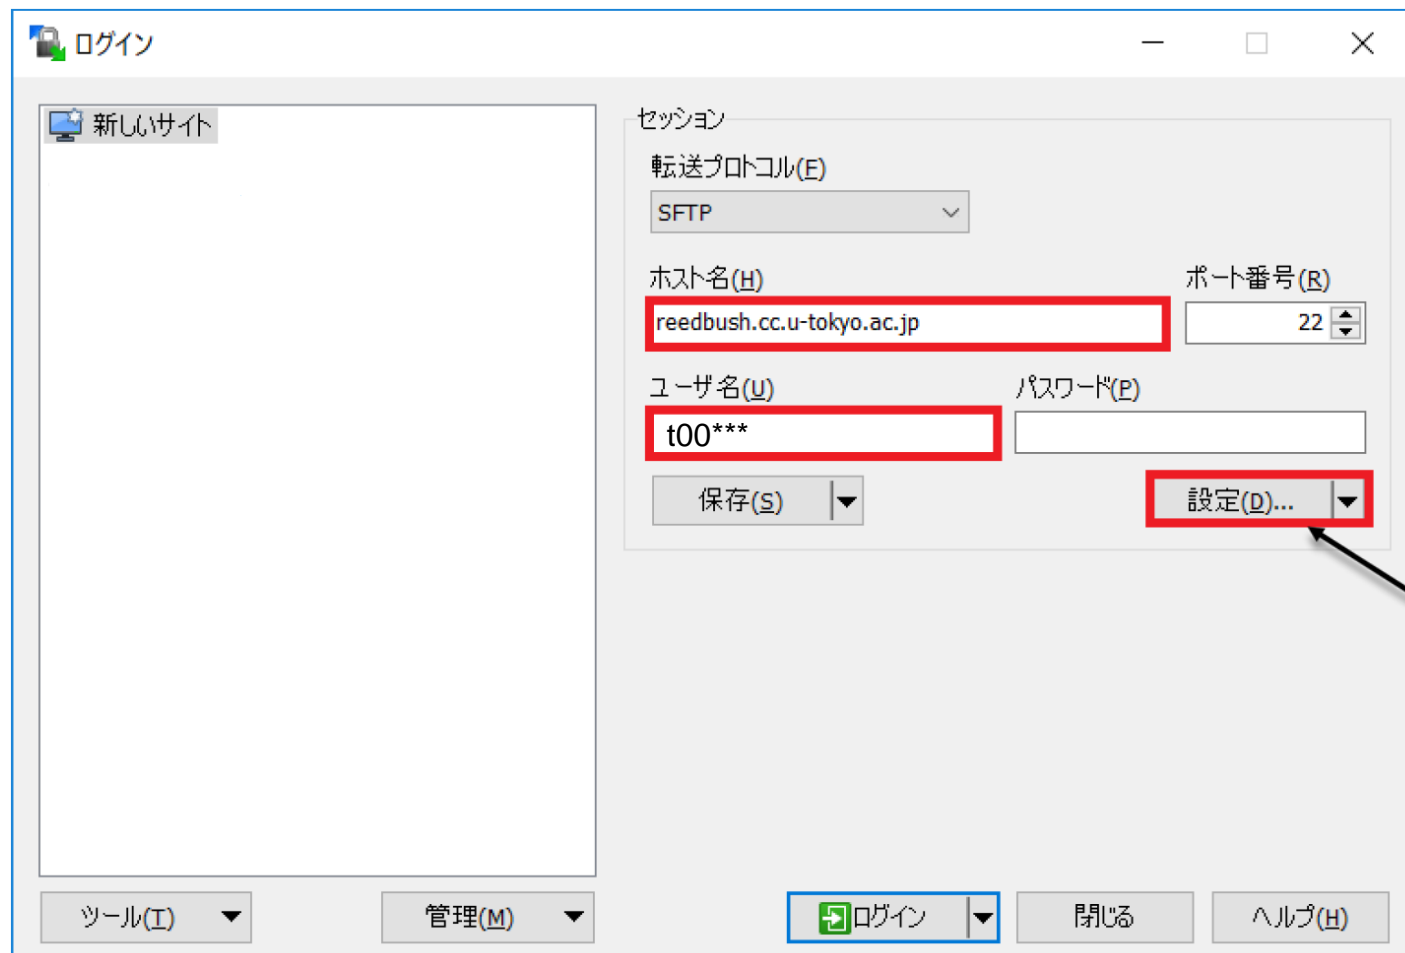 ログイン
新しいサイト
セッション
転送プロトコル(F)
SFTP
ホスト名(H) ポート番号(R)
reedbush.cc.u-tokyo.ac.jp 22
ユーザ名(U) パスワード(P)
t00***
保存(S) 設定(D)...
ツール(T) 管理(M) ログイン 閉じる ヘルプ(H)